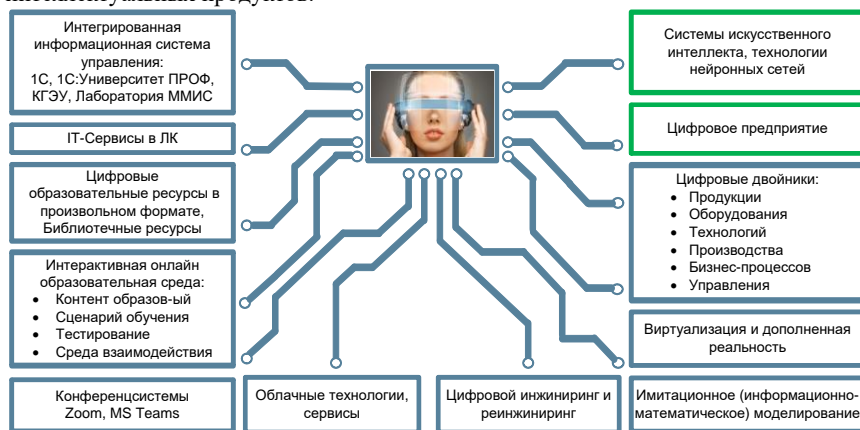 Интегрированная
информационная система
управления:
1С, 1С:Университет ПРОФ,
КГЭУ, Лаборатория ММИС
IT-Сервисы в ЛК
Цифровые
образовательные ресурсы в
произвольном формате,
Библиотечные ресурсы
Интерактивная онлайн
образовательная среда:
• Контент образов-ый
• Сценарий обучения
• Тестирование
• Среда взаимодействия
Конференцсистемы
Zoom, MS Teams
Облачные технологии,
сервисы
Цифровой инжиниринг и
реинжиниринг
Системы искусственного
интеллекта, технологии
нейронных сетей
Цифровое предприятие
Цифровые двойники:
• Продукции
• Оборудования
• Технологий
• Производства
• Бизнес-процессов
• Управления
Виртуализация и дополненная
реальность
Имитационное (информационно-
математическое) моделирование